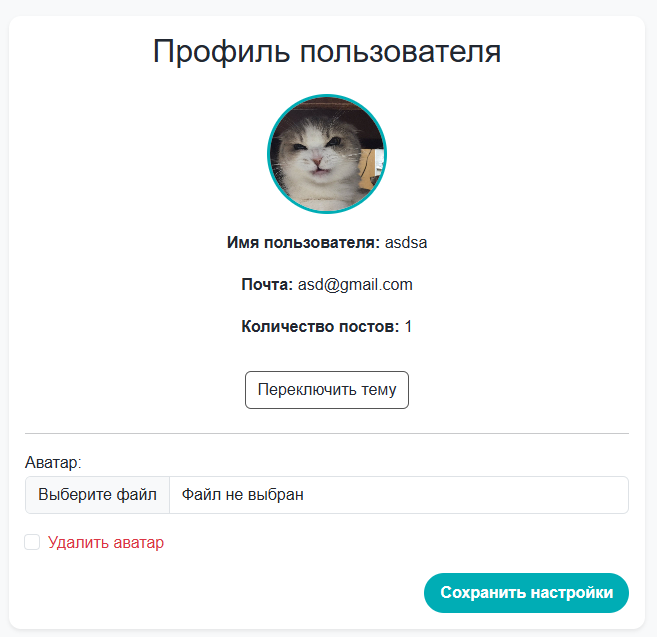 Профиль пользователя
Имя пользователя: asdsa
Почта: asd@gmail.com
Количество постов: 1
Переключить тему
Аватар:
Выберите файл Файл не выбран
Удалить аватар
Сохранить настройки